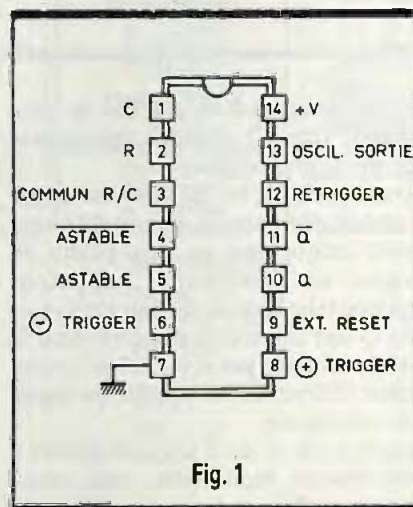 C 1 14 +V
R 2 13 OSCIL. SORTIE
COMMUN R/C 3 12 RETRIGGER
A̅S̅T̅A̅B̅L̅E̅ 4 11 Q̅
ASTABLE 5 10 Q
⊖ TRIGGER 6 9 EXT. RESET
7 8 ⊕ TRIGGER
Fig. 1